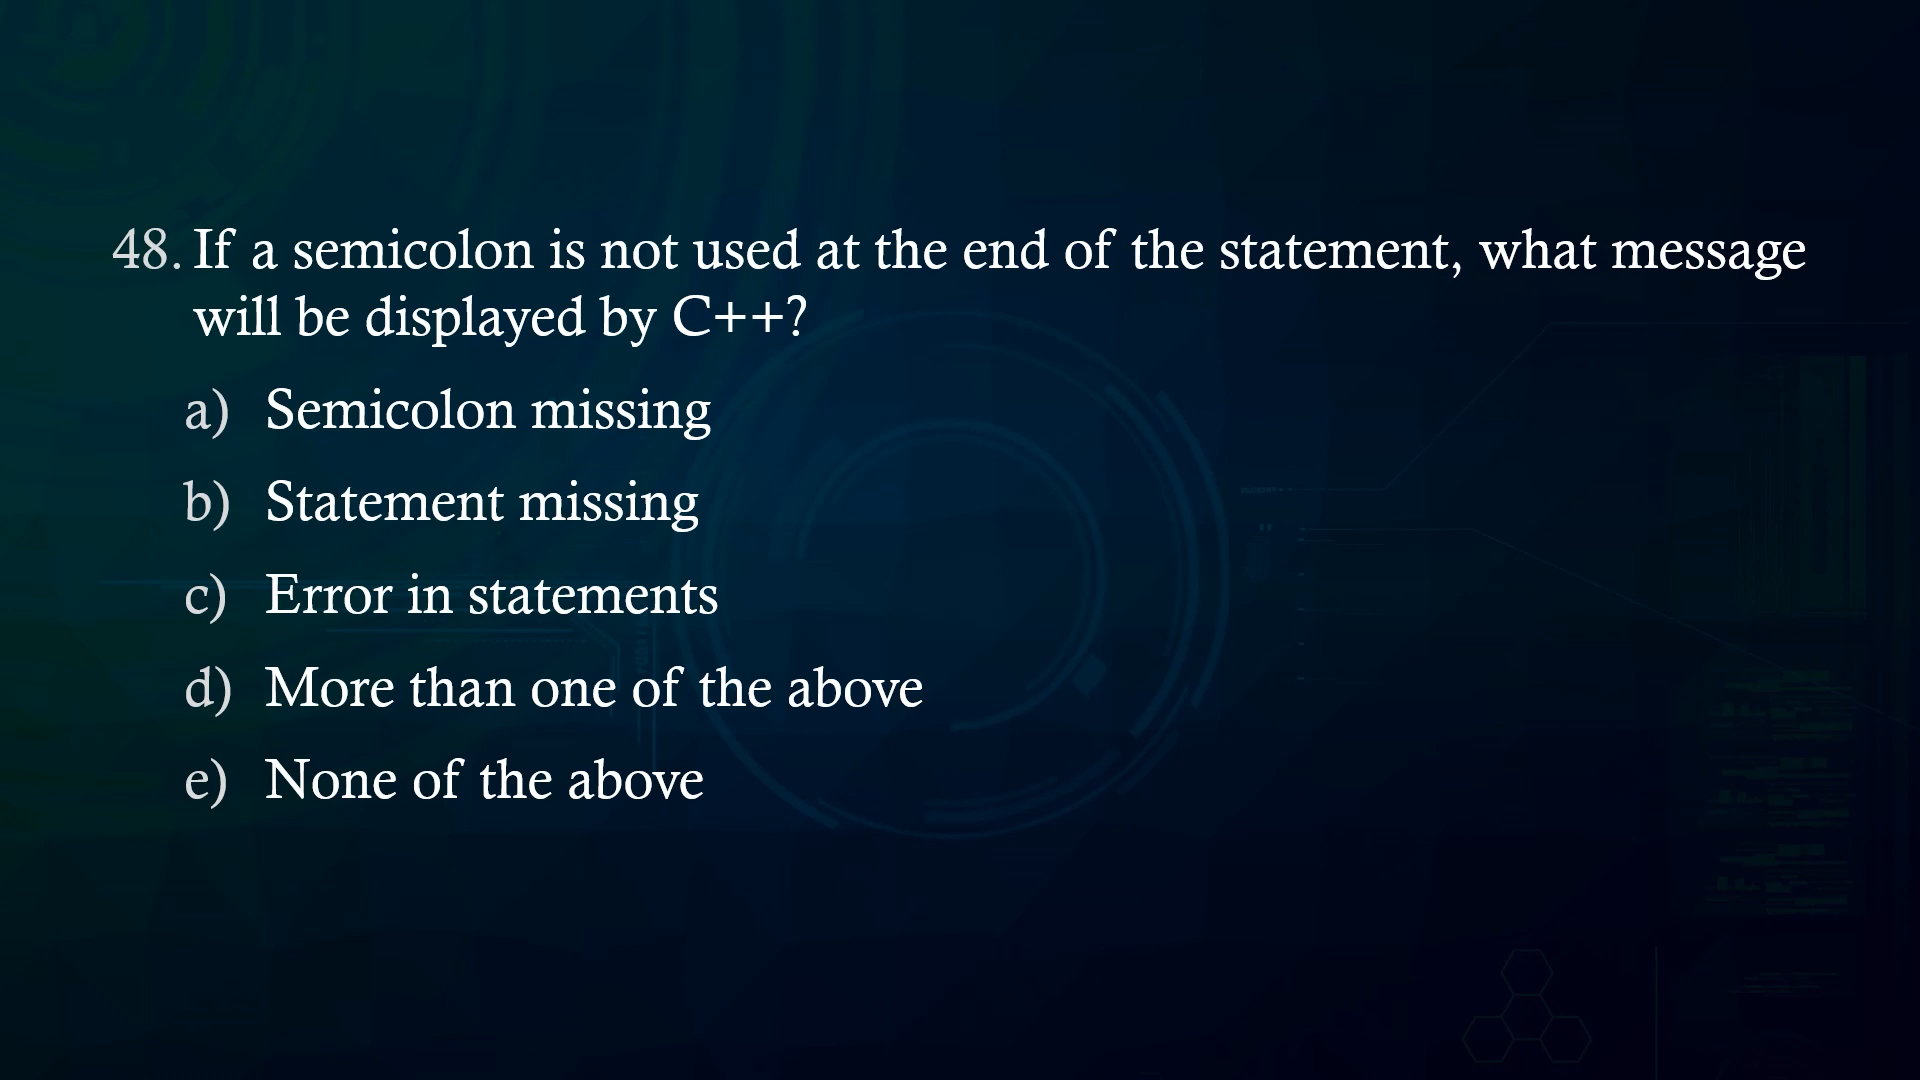 48. If a semicolon is not used at the end of the statement, what message
will be displayed by C++?
a) Semicolon missing
b) Statement missing
c) Error in statements
d) More than one of the above
e) None of the above